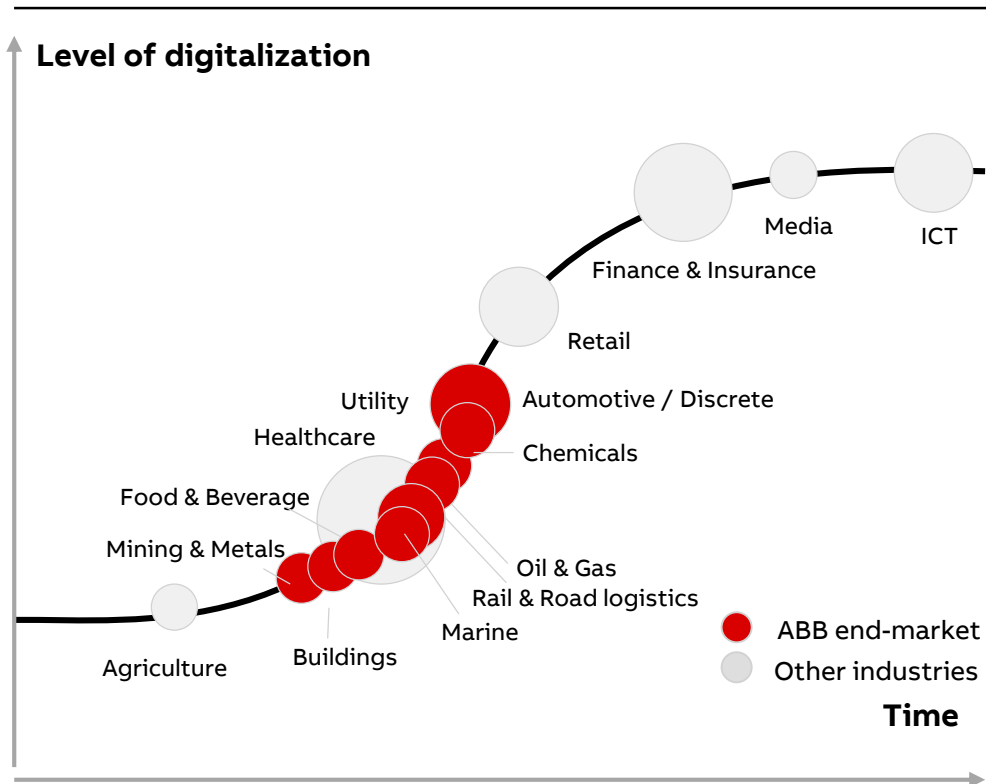 Level of digitalization
Media
ICT
Finance & Insurance
Retail
Utility
Automotive / Discrete
Healthcare
Chemicals
Food & Beverage
Mining & Metals
Oil & Gas
Rail & Road logistics
Marine
Buildings
Agriculture
ABB end-market
Other industries
Time